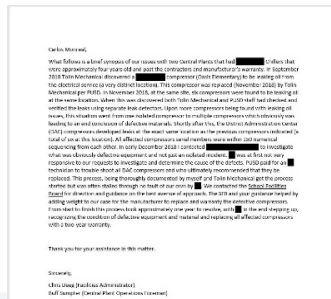 What follows is a brief synopsis of our issues with two Central Plants that had Chillers that
were approximately four years old and past the contractors and manufacturer's warranty. In September
2018 Tolin Mechanical discovered a compressor (Davis Elementary) to be leaking oil from
the electrical service (a very distinct location). This compressor was replaced (November 2018) by Tolin
Mechanical per PUSD. In November 2018, at the same site, six compressors were found to be leaking oil
at the same location. When this was discovered both Tolin Mechanical and PUSD staff had checked and
verified the leaks using separate leak detectors. Upon more compressors being found with leaking oil
issues, this situation went from one isolated compressor to multiple compressors which obviously was
leading to an end conclusion of defective materials. Shortly after this, the District Administration Center
(DAC) compressors developed leaks at the exact same location as the previous compressors indicated (a
total of six at this location). All affected compressors serial numbers were within 150 numerical
sequencing from each other. In early December 2018 I contacted to investigate
what was obviously defective equipment and not just an isolated incident. was at first not very
responsive to our requests to investigate and determine the cause of the defects. PUSD paid for an
technician to trouble shoot all DAC compressors and who ultimately recommended that they be
replaced. This process, being thoroughly documented by myself and Tolin Mechanical got the process
started but was often stalled through no fault of our own by . We contacted the School Facilities
Board for direction and guidance on the best avenue of approach. The SFB and your guidance helped by
adding weight to our case for the manufacturer to replace and warranty the defective compressors.
From start to finish this process took approximately one year to resolve, with in the end stepping up,
recognizing the condition of defective equipment and material and replacing all affected compressors
with a two-year warranty.
Thank you for your assistance in this matter.
Sincerely,
Chris (Facilities Administrator)
Buff (Central Plant Operations Foreman)